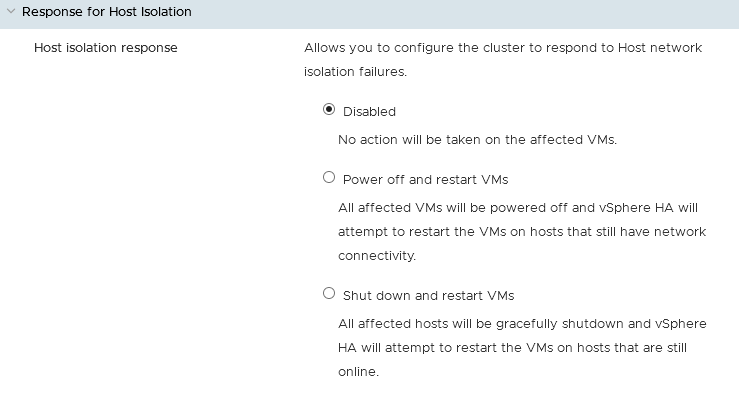 Response for Host Isolation
Host isolation response
Allows you to configure the cluster to respond to Host network
isolation failures.
Disabled
No action will be taken on the affected VMs.
Power off and restart VMs
All affected VMs will be powered off and vSphere HA will
attempt to restart the VMs on hosts that still have network
connectivity.
Shut down and restart VMs
All affected hosts will be gracefully shutdown and vSphere
HA will attempt to restart the VMs on hosts that are still
online.